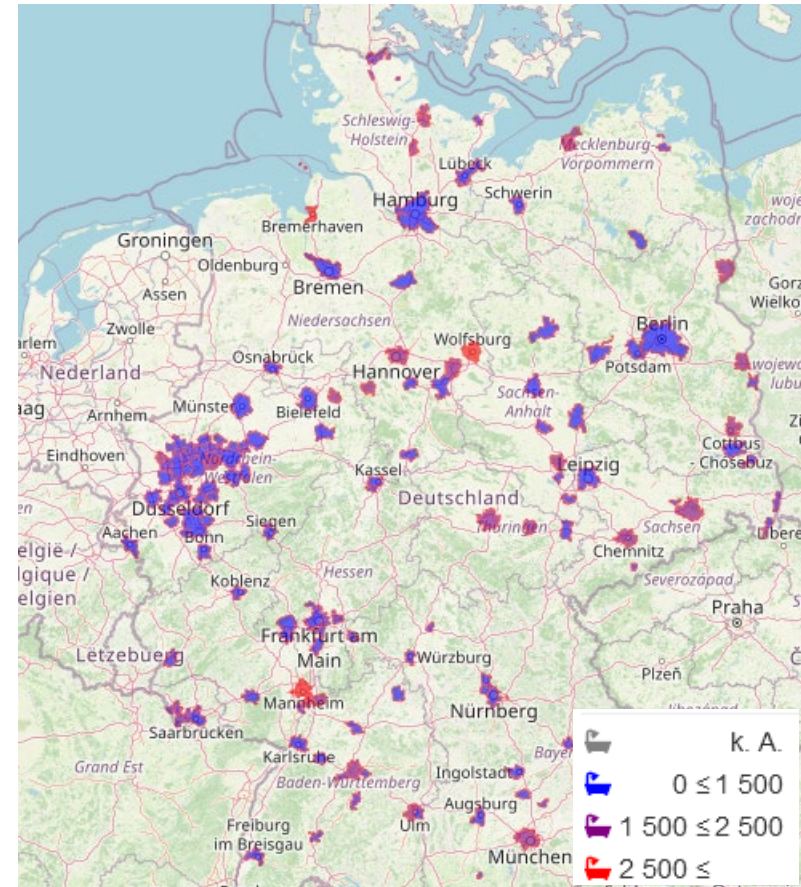 Schleswig-
Holstein
Mecklenburg-
Vorpommern
Lübeck
Schwerin
Hamburg
Bremerhaven
Groningen
Oldenburg
Bremen
Assen
Zwolle
Niedersachsen
Wolfsburg
Berlin
Osnabrück
Hannover
Potsdam
Nederland
Arnhem
Münster
Bielefeld
Sachsen-
Anhalt
Cottbus
- Chóśebuz
Eindhoven
Nordrhein-
Westfalen
Kassel
Leipzig
Deutschland
Düsseldorf
Aachen
Bonn
Siegen
Thüringen
Sachsen
Chemnitz
Koblenz
Hessen
Severozápad
Praha
Frankfurt am
Main
Letzebuerg
Würzburg
Plzeň
Mannheim
Nürnberg
Saarbrücken
Karlsruhe
Grand Est
Baden-Württemberg
Ingolstadt
Augsburg
Ulm
Freiburg
im Breisgau
München
k. A.
0 ≤ 1 500
1 500 ≤ 2 500
2 500 ≤